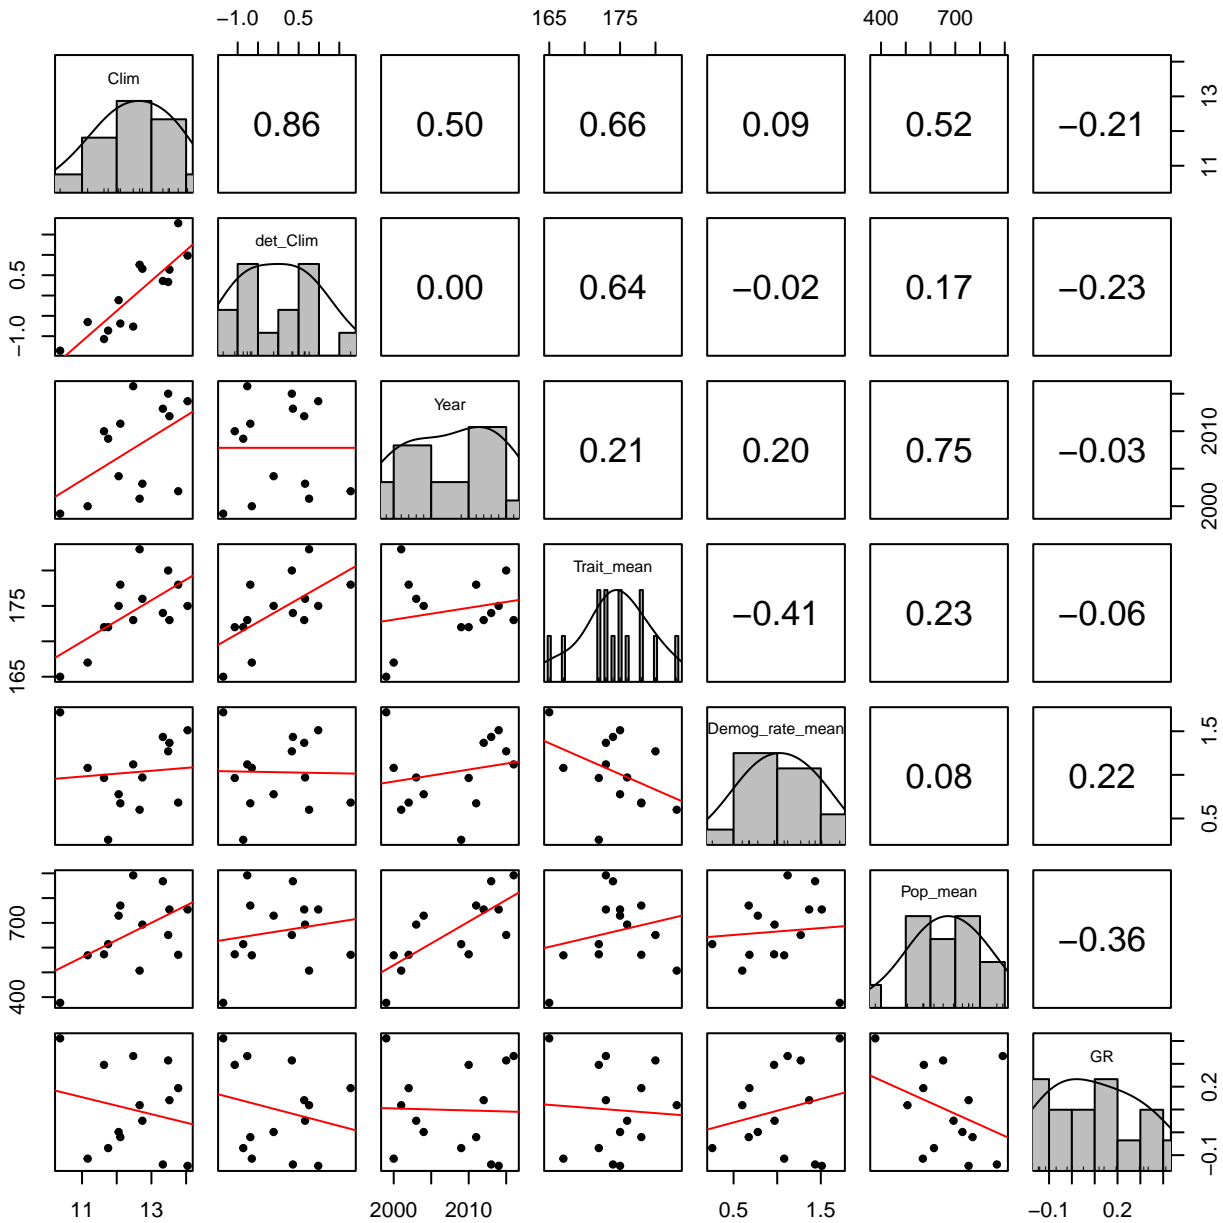 −1.0 0.5 165 175 400 700
Clim 0.86 0.50 0.66 0.09 0.52 −0.21 11 13
−1.0 0.5 det_Clim 0.00 0.64 −0.02 0.17 −0.23
Year 0.21 0.20 0.75 −0.03 2000 2010
165 175 Trait_mean −0.41 0.23 −0.06
Demog_rate_mean 0.08 0.22 0.5 1.5
400 700 Pop_mean −0.36
GR −0.1 0.2
11 13 2000 2010 0.5 1.5 −0.1 0.2